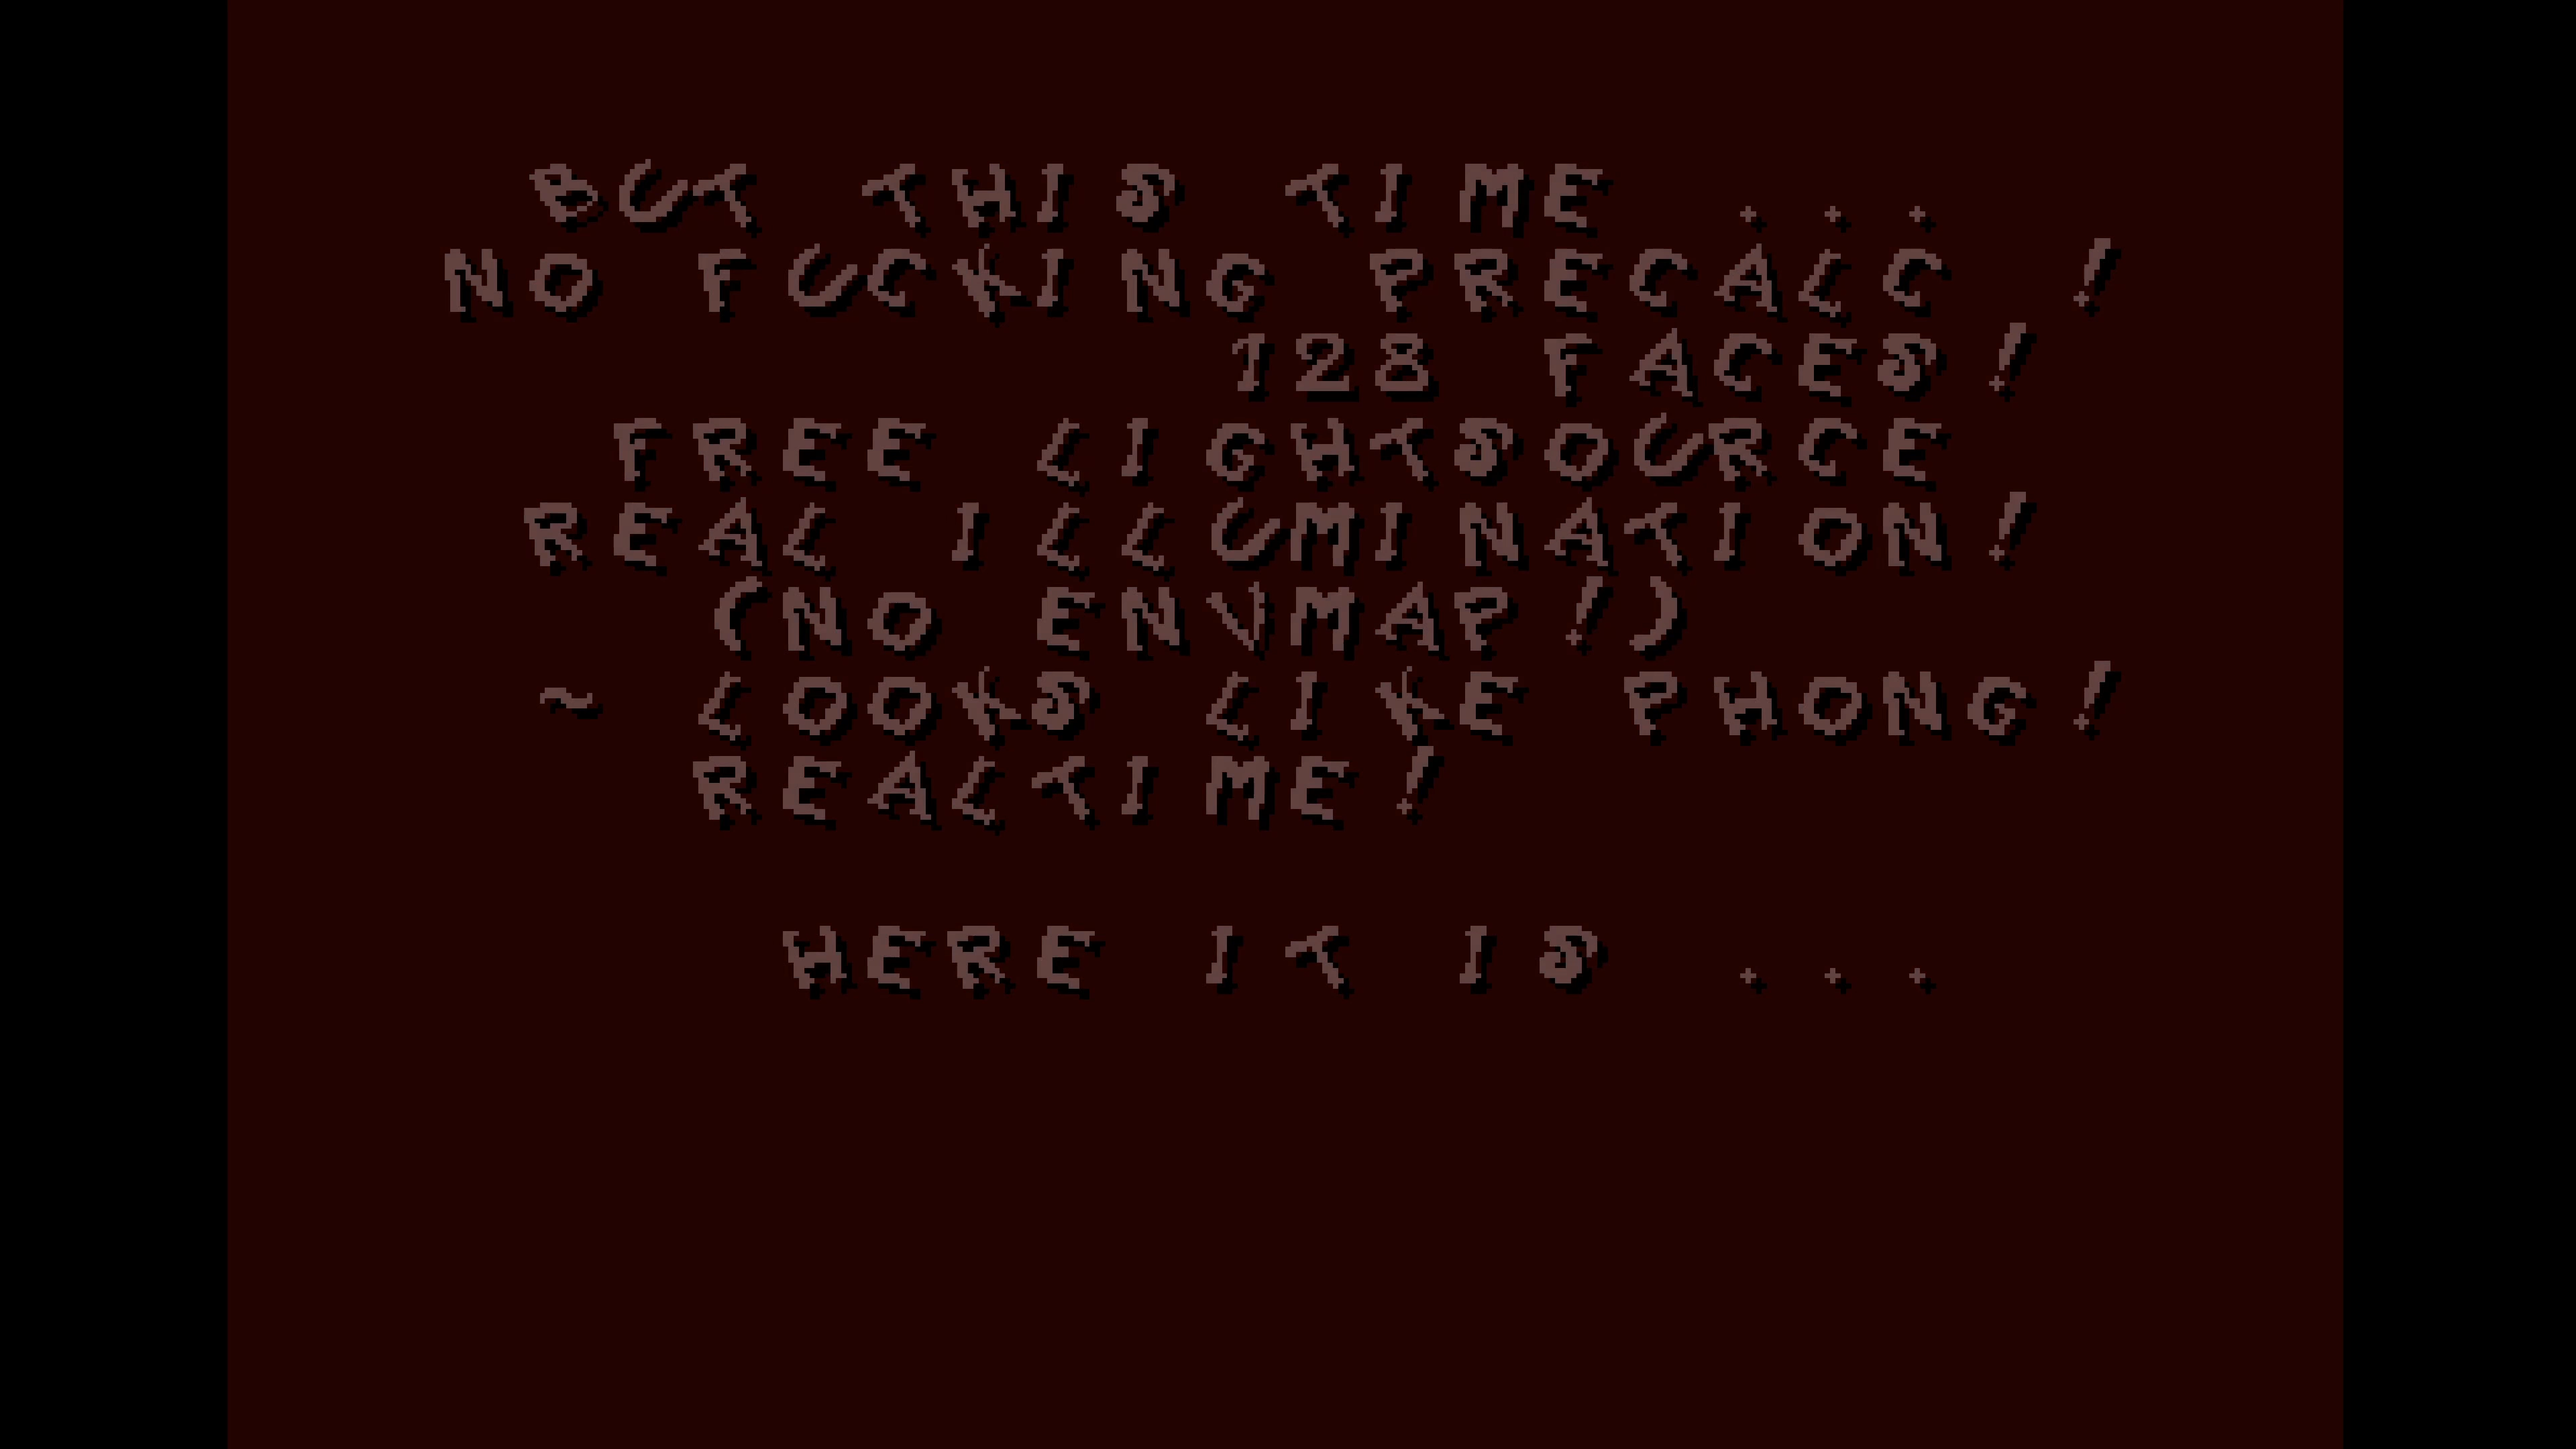 BUT THIS TIME ...
NO FUCKING PRECALC !
128 FACES!
FREE LIGHTSOURCE
REAL ILLUMINATION!
(NO ENVMAP!)
~ LOOKS LIKE PHONG!
REALTIME!
HERE IT IS ...